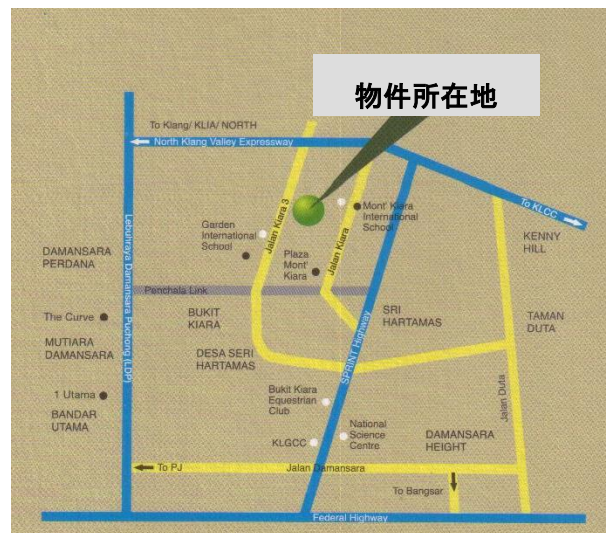 物件所在地
To Klang/ KLIA/ NORTH
North Klang Valley Expressway
To KLCC
Lebuhraya Damansara Puchong (LDP)
Jalan Kiara 3
Jalan Kiara
Mont' Kiara
International
School
Garden
International
School
Plaza
Mont'
Kiara
KENNY
HILL
DAMANSARA
PERDANA
Penchala Link
The Curve
BUKIT
KIARA
SRI
HARTAMAS
TAMAN
DUTA
MUTIARA
DAMANSARA
DESA SERI
HARTAMAS
SPRINT Highway
1 Utama
BANDAR
UTAMA
Bukit Kiara
Equestrian
Club
Jalan Duta
KLGCC
National
Science
Centre
DAMANSARA
HEIGHT
To PJ
Jalan Damansara
To Bangsar
Federal Highway